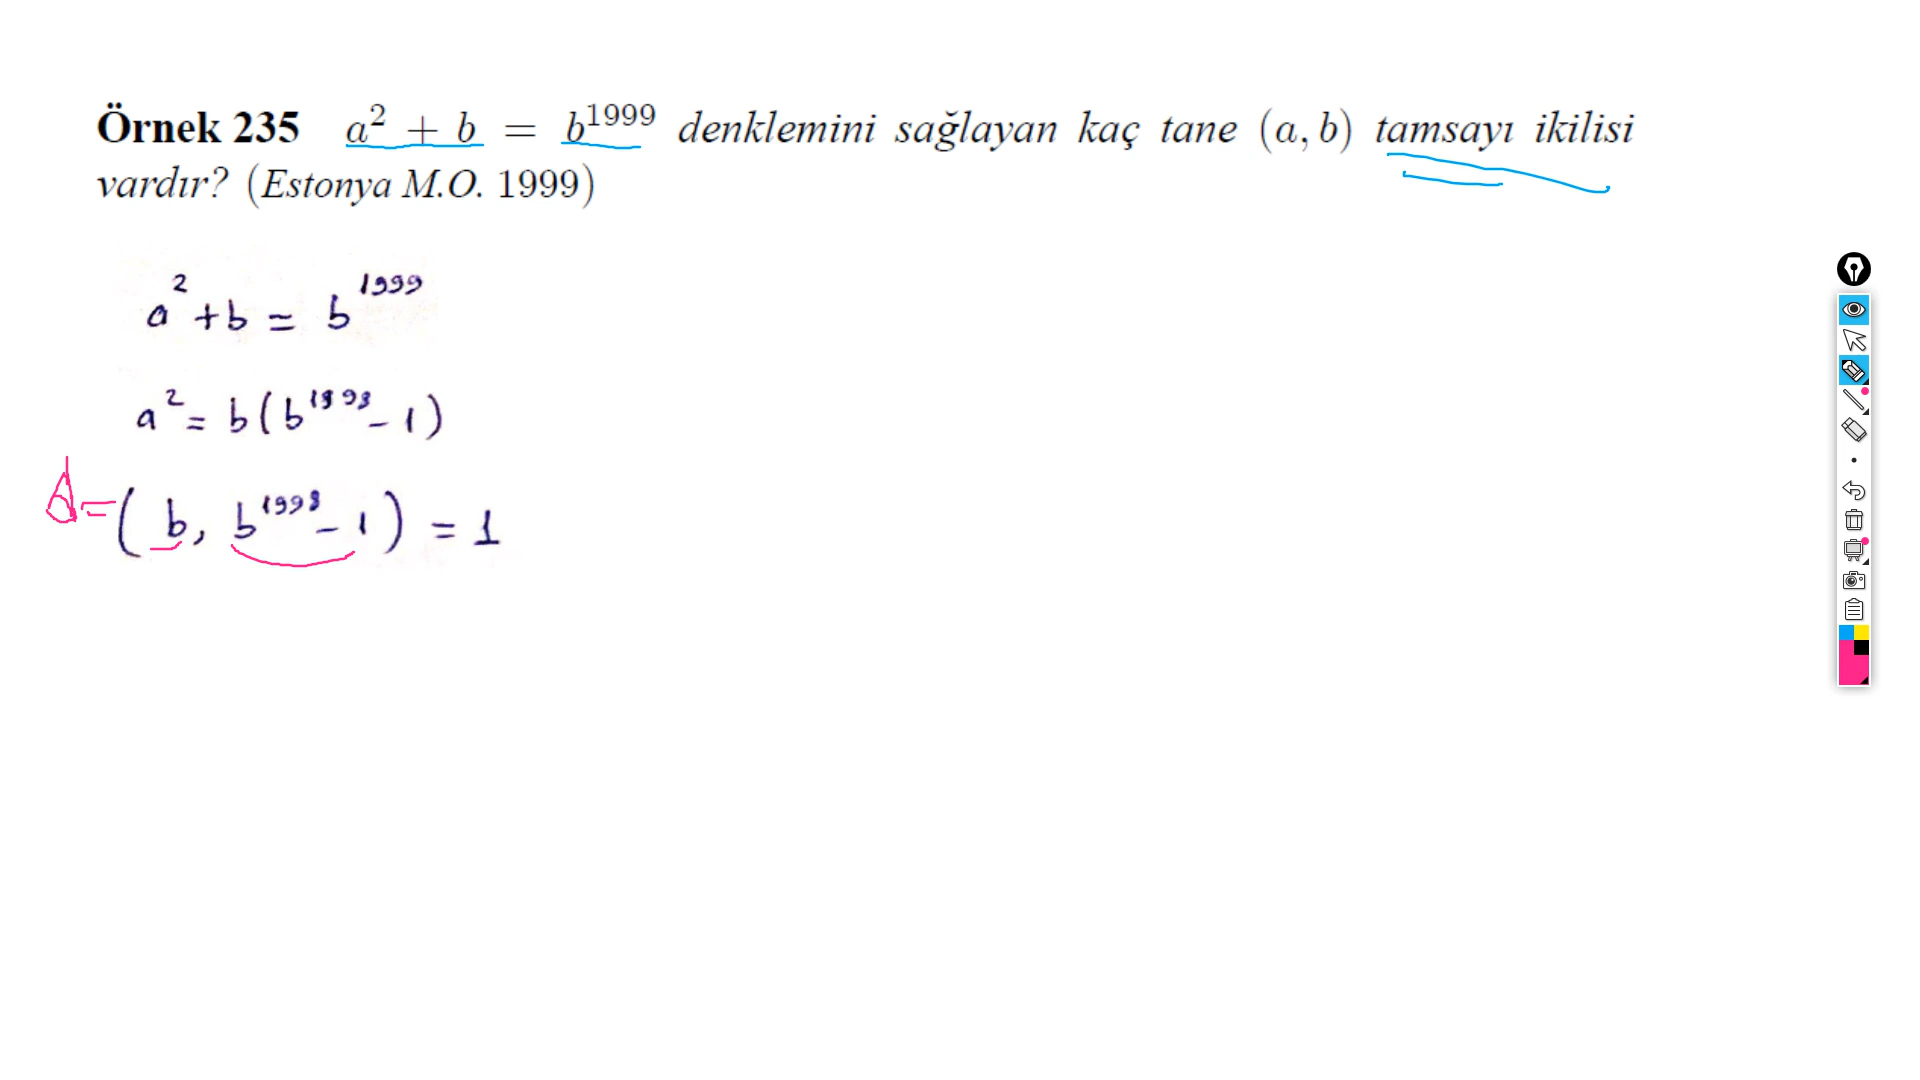 Örnek 235 a² + b = b¹⁹⁹⁹ denklemini sağlayan kaç tane (a, b) tamsayı ikilisi
vardır? (Estonya M.O. 1999)
a² + b = b¹⁹⁹⁹
a² = b(b¹⁹⁹⁸ - 1)
d = (b, b¹⁹⁹⁸ - 1) = 1